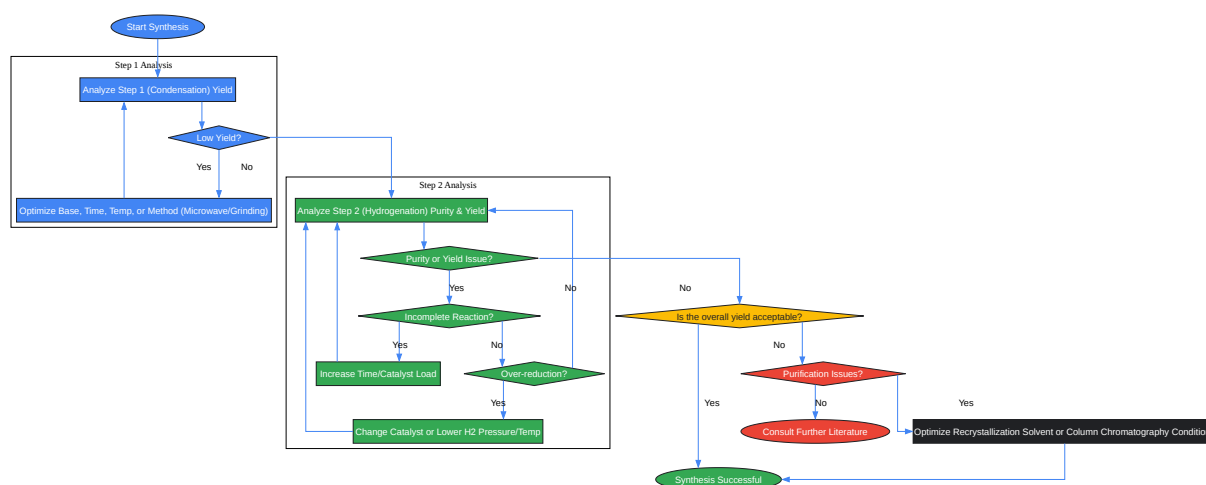 Start Synthesis
Step 1 Analysis
Analyze Step 1 (Condensation) Yield
Low Yield?
Yes
No
Optimize Base, Time, Temp, or Method (Microwave/Grinding)
Step 2 Analysis
Analyze Step 2 (Hydrogenation) Purity & Yield
Purity or Yield Issue?
Yes
No
No
Incomplete Reaction?
Is the overall yield acceptable?
Yes
No
No
Increase Time/Catalyst Load
Over-reduction?
Purification Issues?
Yes
Yes
No
Yes
Change Catalyst or Lower H2 Pressure/Temp
Consult Further Literature
Optimize Recrystallization Solvent or Column Chromatography Conditio
Synthesis Successful